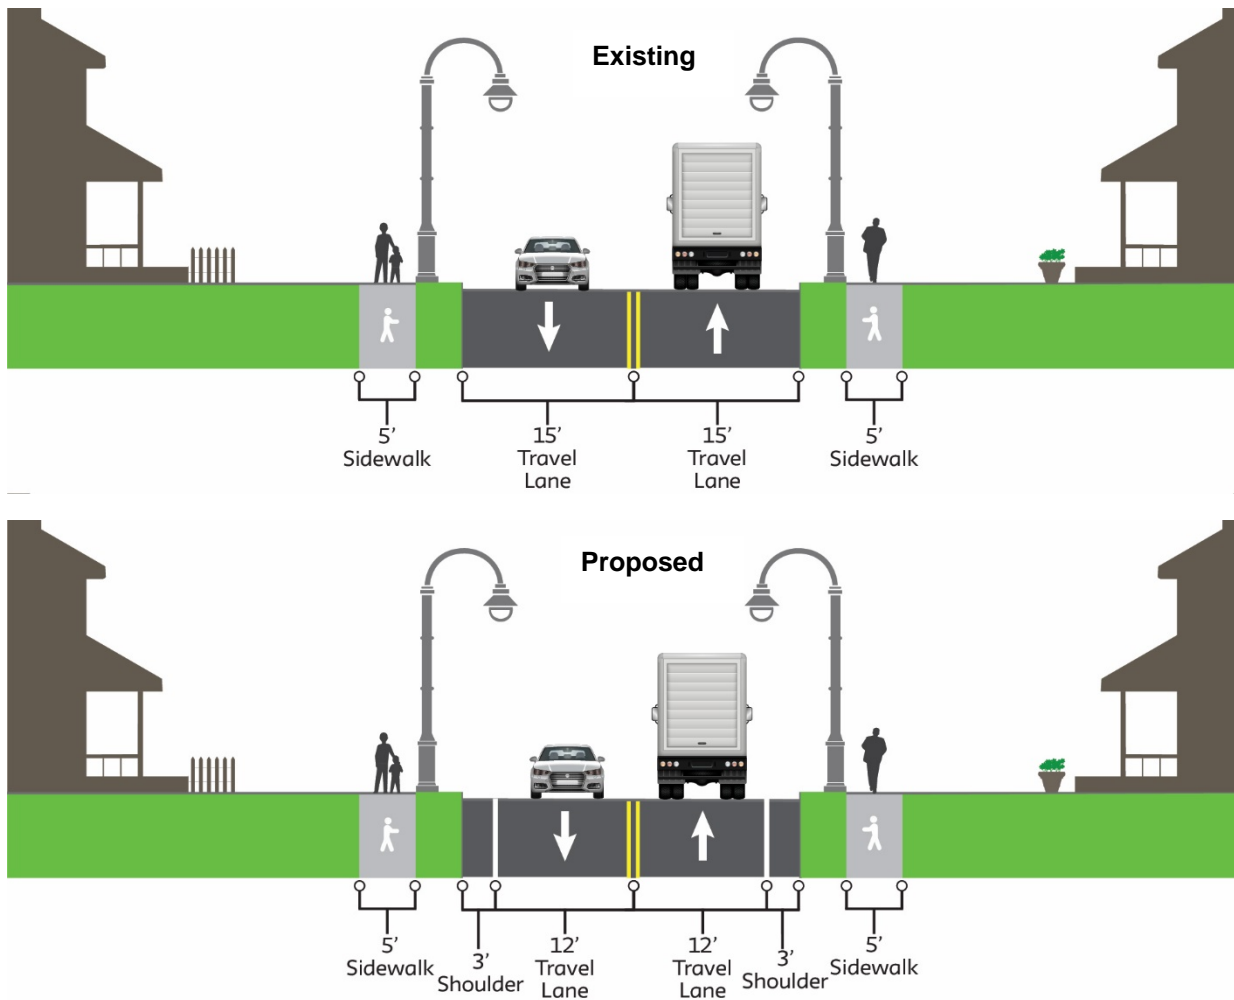 Existing
5’
Sidewalk
15’
Travel
Lane
15’
Travel
Lane
5’
Sidewalk
Proposed
5’
Sidewalk
3’
Shoulder
12’
Travel
Lane
12’
Travel
Lane
3’
Shoulder
5’
Sidewalk